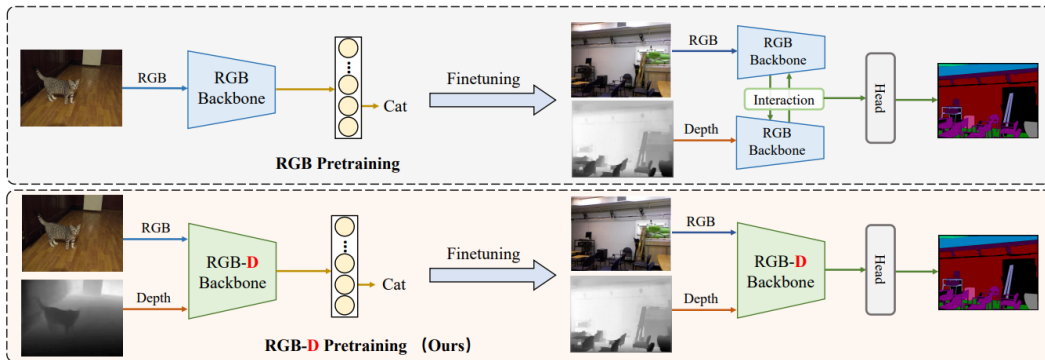 RGB
RGB
Backbone
Cat
RGB Pretraining
Finetuning
RGB
Depth
RGB
Backbone
Interaction
RGB
Backbone
Head
RGB
Depth
RGB-D
Backbone
Cat
RGB-D Pretraining （Ours）
Finetuning
RGB
Depth
RGB-D
Backbone
Head